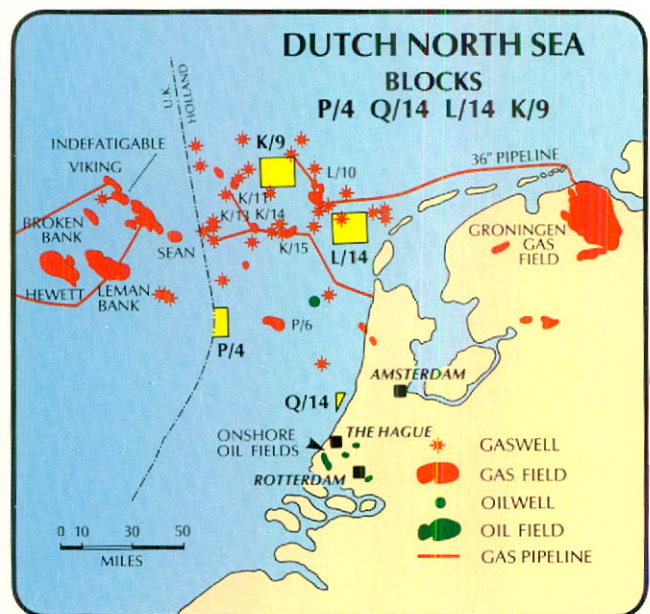 DUTCH NORTH SEA
BLOCKS
P/4 Q/14 L/14 K/9
U.K.
HOLLAND
K/9
36" PIPELINE
INDEFATIGABLE
VIKING
L/10
K/11
K/13
K/14
BROKEN
BANK
SEAN
K/15
L/14
GRONINGEN
GAS
FIELD
HEWETT
LEMAN
BANK
P/6
P/4
AMSTERDAM
Q/14
ONSHORE
OIL FIELDS
THE HAGUE
ROTTERDAM
GASWELL
GAS FIELD
OILWELL
OIL FIELD
GAS PIPELINE
0 10 30 50
MILES